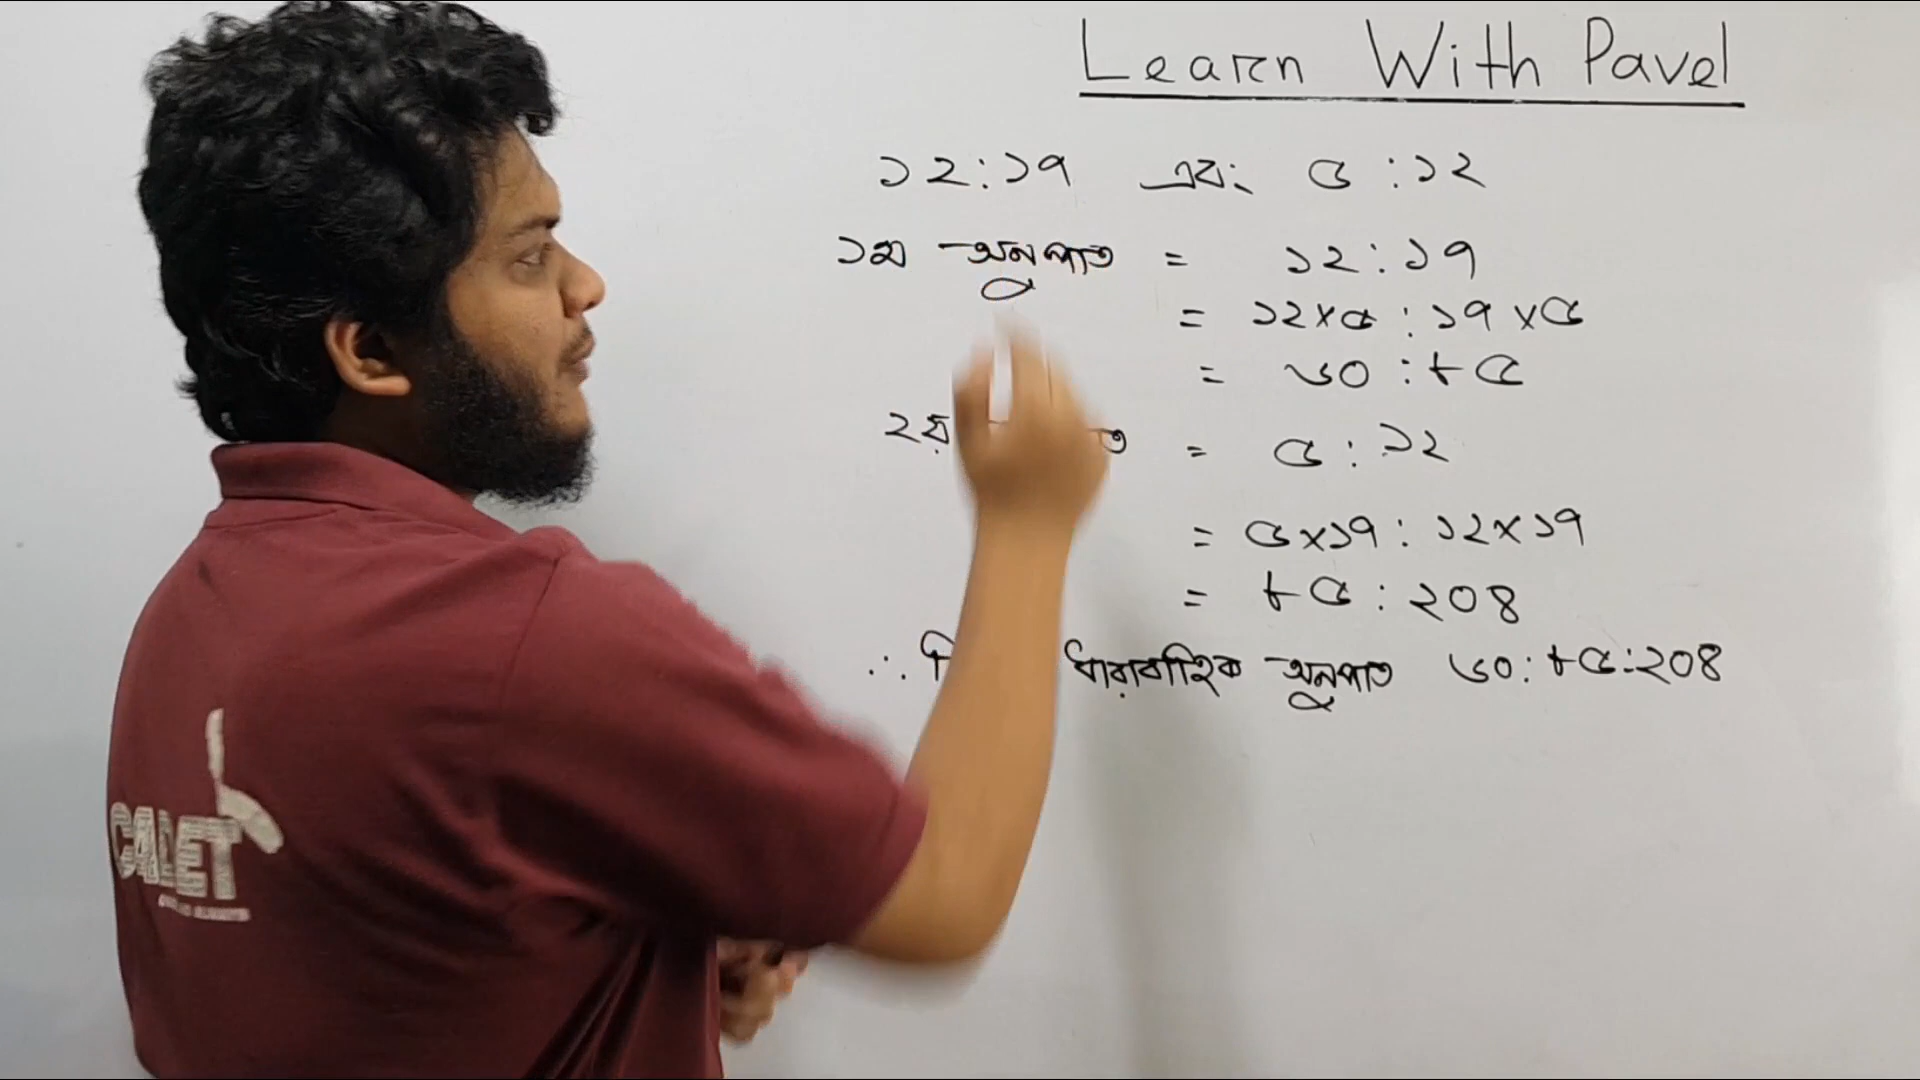 Learn With Pavel
১২:১৭ এবং ৫:১২
১ম অনুপাত = ১২:১৭
= ১২×৫:১৭×৫
= ৬০:৮৫
২য় = ৫:১২
= ৫×১৭:১২×১৭
= ৮৫:২০৪
∴ ধারাবাহিক অনুপাত ৬০:৮৫:২০৪
CADET